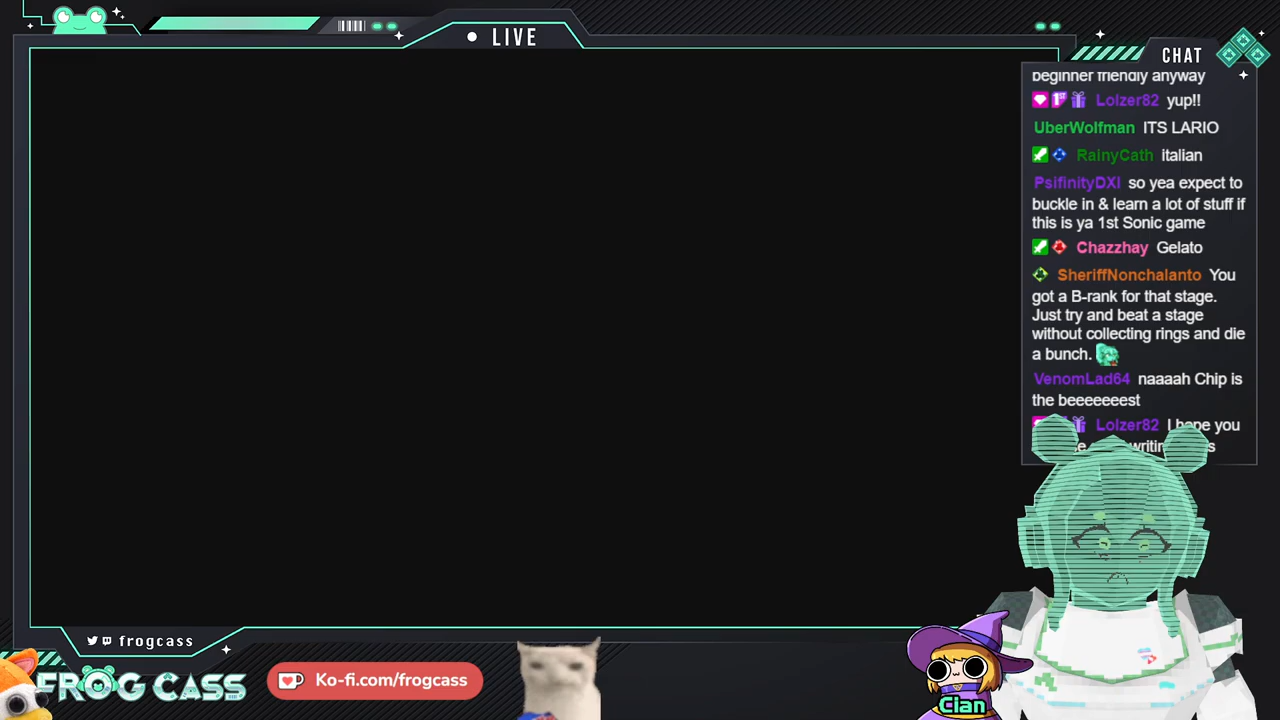 LIVE
CHAT
beginner friendly anyway
Lolzer82 yup!!
UberWolfman ITS LARIO
RainyCath italian
PsifinityDXI so yea expect to
buckle in & learn a lot of stuff if
this is ya 1st Sonic game
Chazzhay Gelato
SheriffNonchalanto You
got a B-rank for that stage.
Just try and beat a stage
without collecting rings and die
a bunch.
VenomLad64 naaaah Chip is
the beeeeeeest
Lolzer82 I hope you
frogcass
FROG CASS
Ko-fi.com/frogcass
Cian